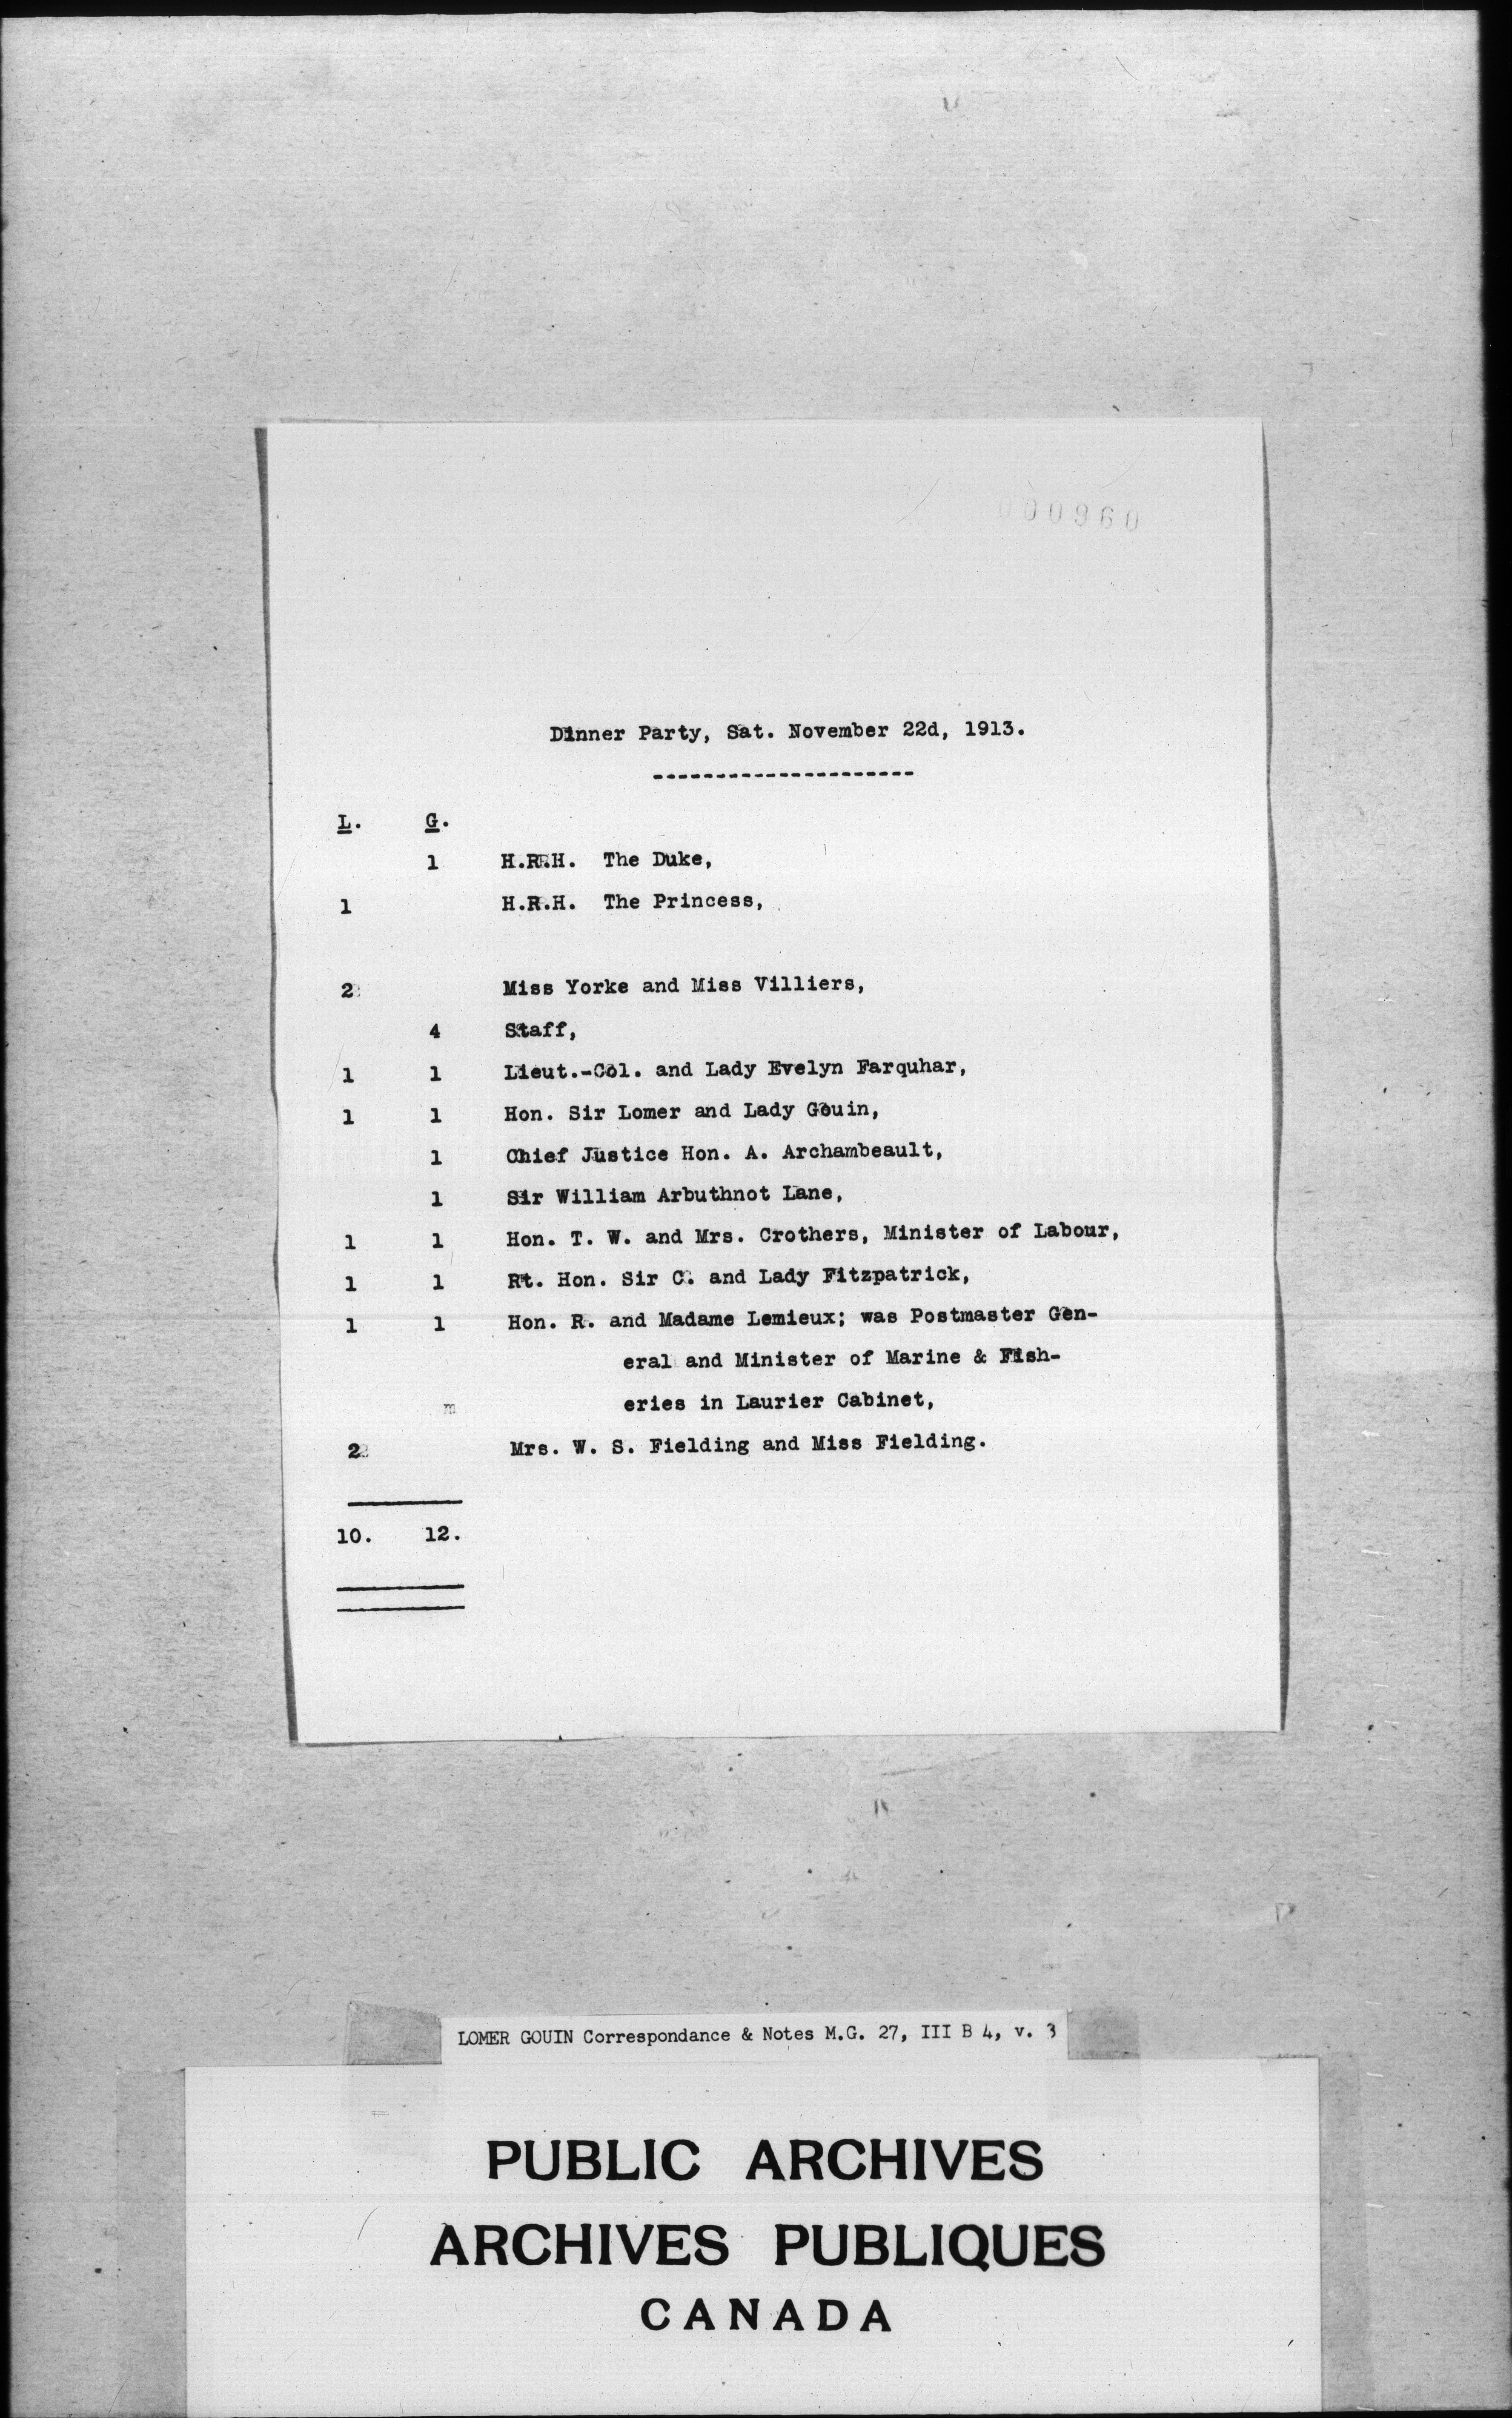 000960
Dinner Party, Sat. November 22d, 1913.
---------------------
L. G.
1 H.R.H. The Duke,
1 H.R.H. The Princess,
2 Miss Yorke and Miss Villiers,
4 Staff,
1 1 Lieut.-Col. and Lady Evelyn Farquhar,
1 1 Hon. Sir Lomer and Lady Gouin,
1 Chief Justice Hon. A. Archambeault,
1 Sir William Arbuthnot Lane,
1 1 Hon. T. W. and Mrs. Crothers, Minister of Labour,
1 1 Rt. Hon. Sir C. and Lady Fitzpatrick,
1 1 Hon. R. and Madame Lemieux; was Postmaster Gen-
eral and Minister of Marine & Fish-
m eries in Laurier Cabinet,
2 Mrs. W. S. Fielding and Miss Fielding.
10. 12.
LOMER GOUIN Correspondance & Notes M.G. 27, III B 4, v. 3
PUBLIC ARCHIVES
ARCHIVES PUBLIQUES
CANADA